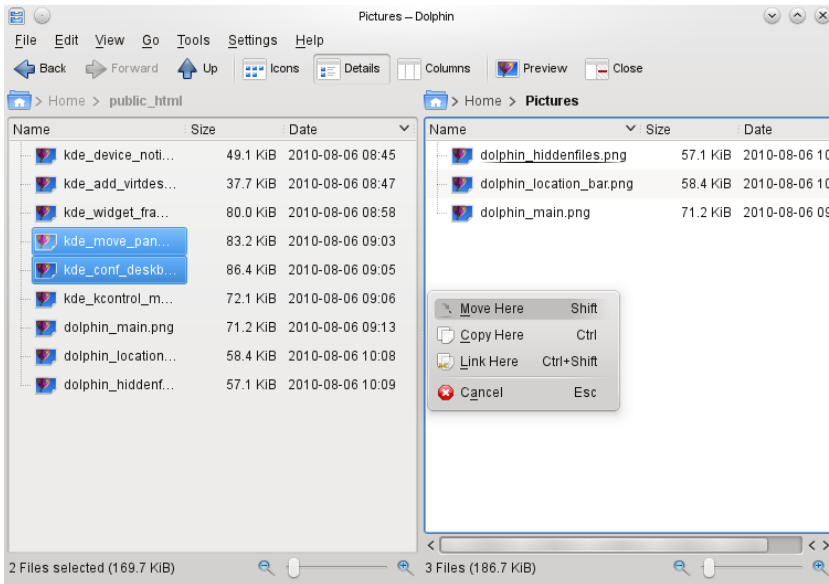 Pictures – Dolphin
File Edit View Go Tools Settings Help
Back Forward Up Icons Details Columns Preview Close
> Home > public_html
Name Size Date
kde_device_noti... 49.1 KiB 2010-08-06 08:45
kde_add_virtdes... 37.7 KiB 2010-08-06 08:47
kde_widget_fra... 80.0 KiB 2010-08-06 08:58
kde_move_pan... 83.2 KiB 2010-08-06 09:03
kde_conf_deskb... 86.4 KiB 2010-08-06 09:05
kde_kcontrol_m... 72.1 KiB 2010-08-06 09:06
dolphin_main.png 71.2 KiB 2010-08-06 09:13
dolphin_location... 58.4 KiB 2010-08-06 10:08
dolphin_hiddenf... 57.1 KiB 2010-08-06 10:09
2 Files selected (169.7 KiB)
> Home > Pictures
Name Size Date
dolphin_hiddenfiles.png 57.1 KiB 2010-08-06 10
dolphin_location_bar.png 58.4 KiB 2010-08-06 10
dolphin_main.png 71.2 KiB 2010-08-06 09
Move Here Shift
Copy Here Ctrl
Link Here Ctrl+Shift
Cancel Esc
3 Files (186.7 KiB)